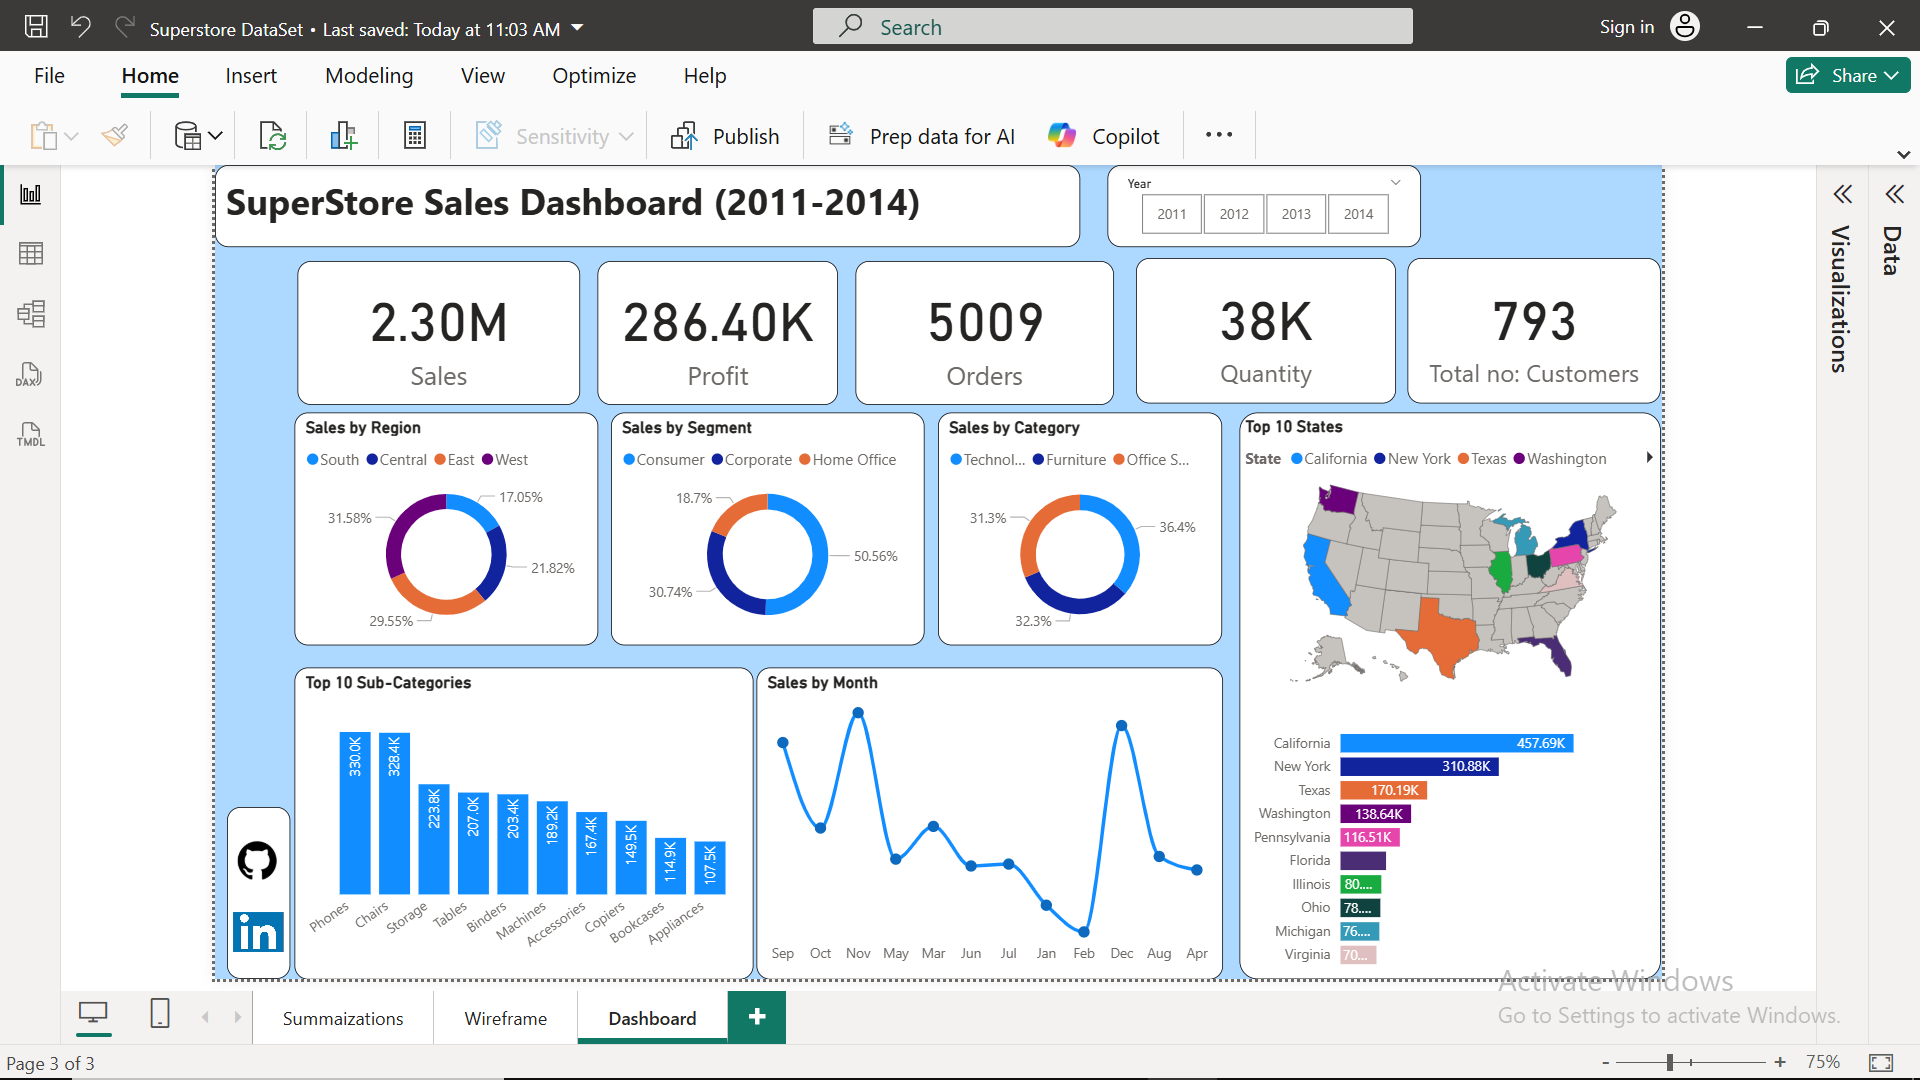 Superstore DataSet • Last saved: Today at 11:03 AM
Search
Sign in
File Home Insert Modeling View Optimize Help
Share
Sensitivity
Publish
Prep data for AI
Copilot
SuperStore Sales Dashboard (2011-2014)
Year
2011 2012 2013 2014
Visualizations
Data
DAX
TMDL
2.30M
Sales
286.40K
Profit
5009
Orders
38K
Quantity
793
Total no: Customers
Sales by Region
South Central East West
17.05%
31.58%
21.82%
29.55%
Sales by Segment
Consumer Corporate Home Office
18.7%
50.56%
30.74%
Sales by Category
Technol... Furniture Office S...
31.3%
36.4%
32.3%
Top 10 States
State California New York Texas Washington
California 457.69K
New York 310.88K
Texas 170.19K
Washington 138.64K
Pennsylvania 116.51K
Florida
Illinois 80....
Ohio 78....
Michigan 76....
Virginia 70...
Top 10 Sub-Categories
330.0K 328.4K 223.8K 207.0K 203.4K 189.2K 167.4K 149.5K 114.9K 107.5K
Phones Chairs Storage Tables Binders Machines Accessories Copiers Bookcases Appliances
Sales by Month
Sep Oct Nov May Mar Jun Jul Jan Feb Dec Aug Apr
in
Activate Windows
Go to Settings to activate Windows.
Summaizations
Wireframe
Dashboard
+
Page 3 of 3
- + 75%